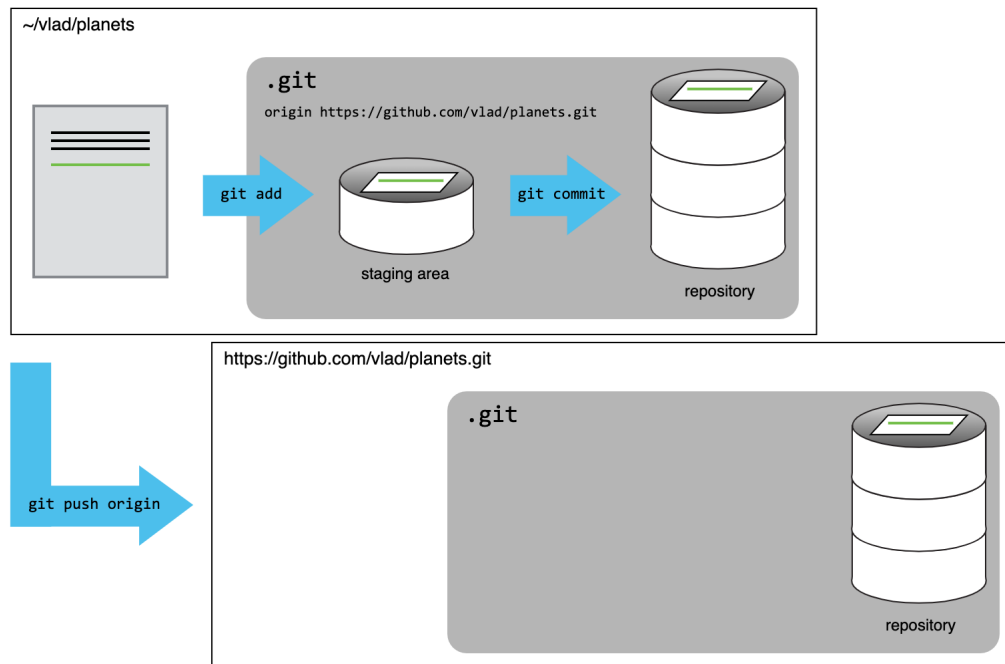 ~/vlad/planets
.git
origin https://github.com/vlad/planets.git
git add
git commit
staging area
repository
https://github.com/vlad/planets.git
.git
git push origin
repository